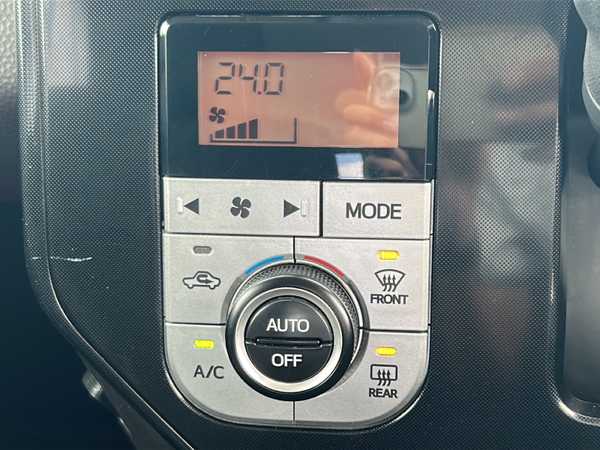 24.0
MODE
FRONT
AUTO
OFF
A/C
REAR